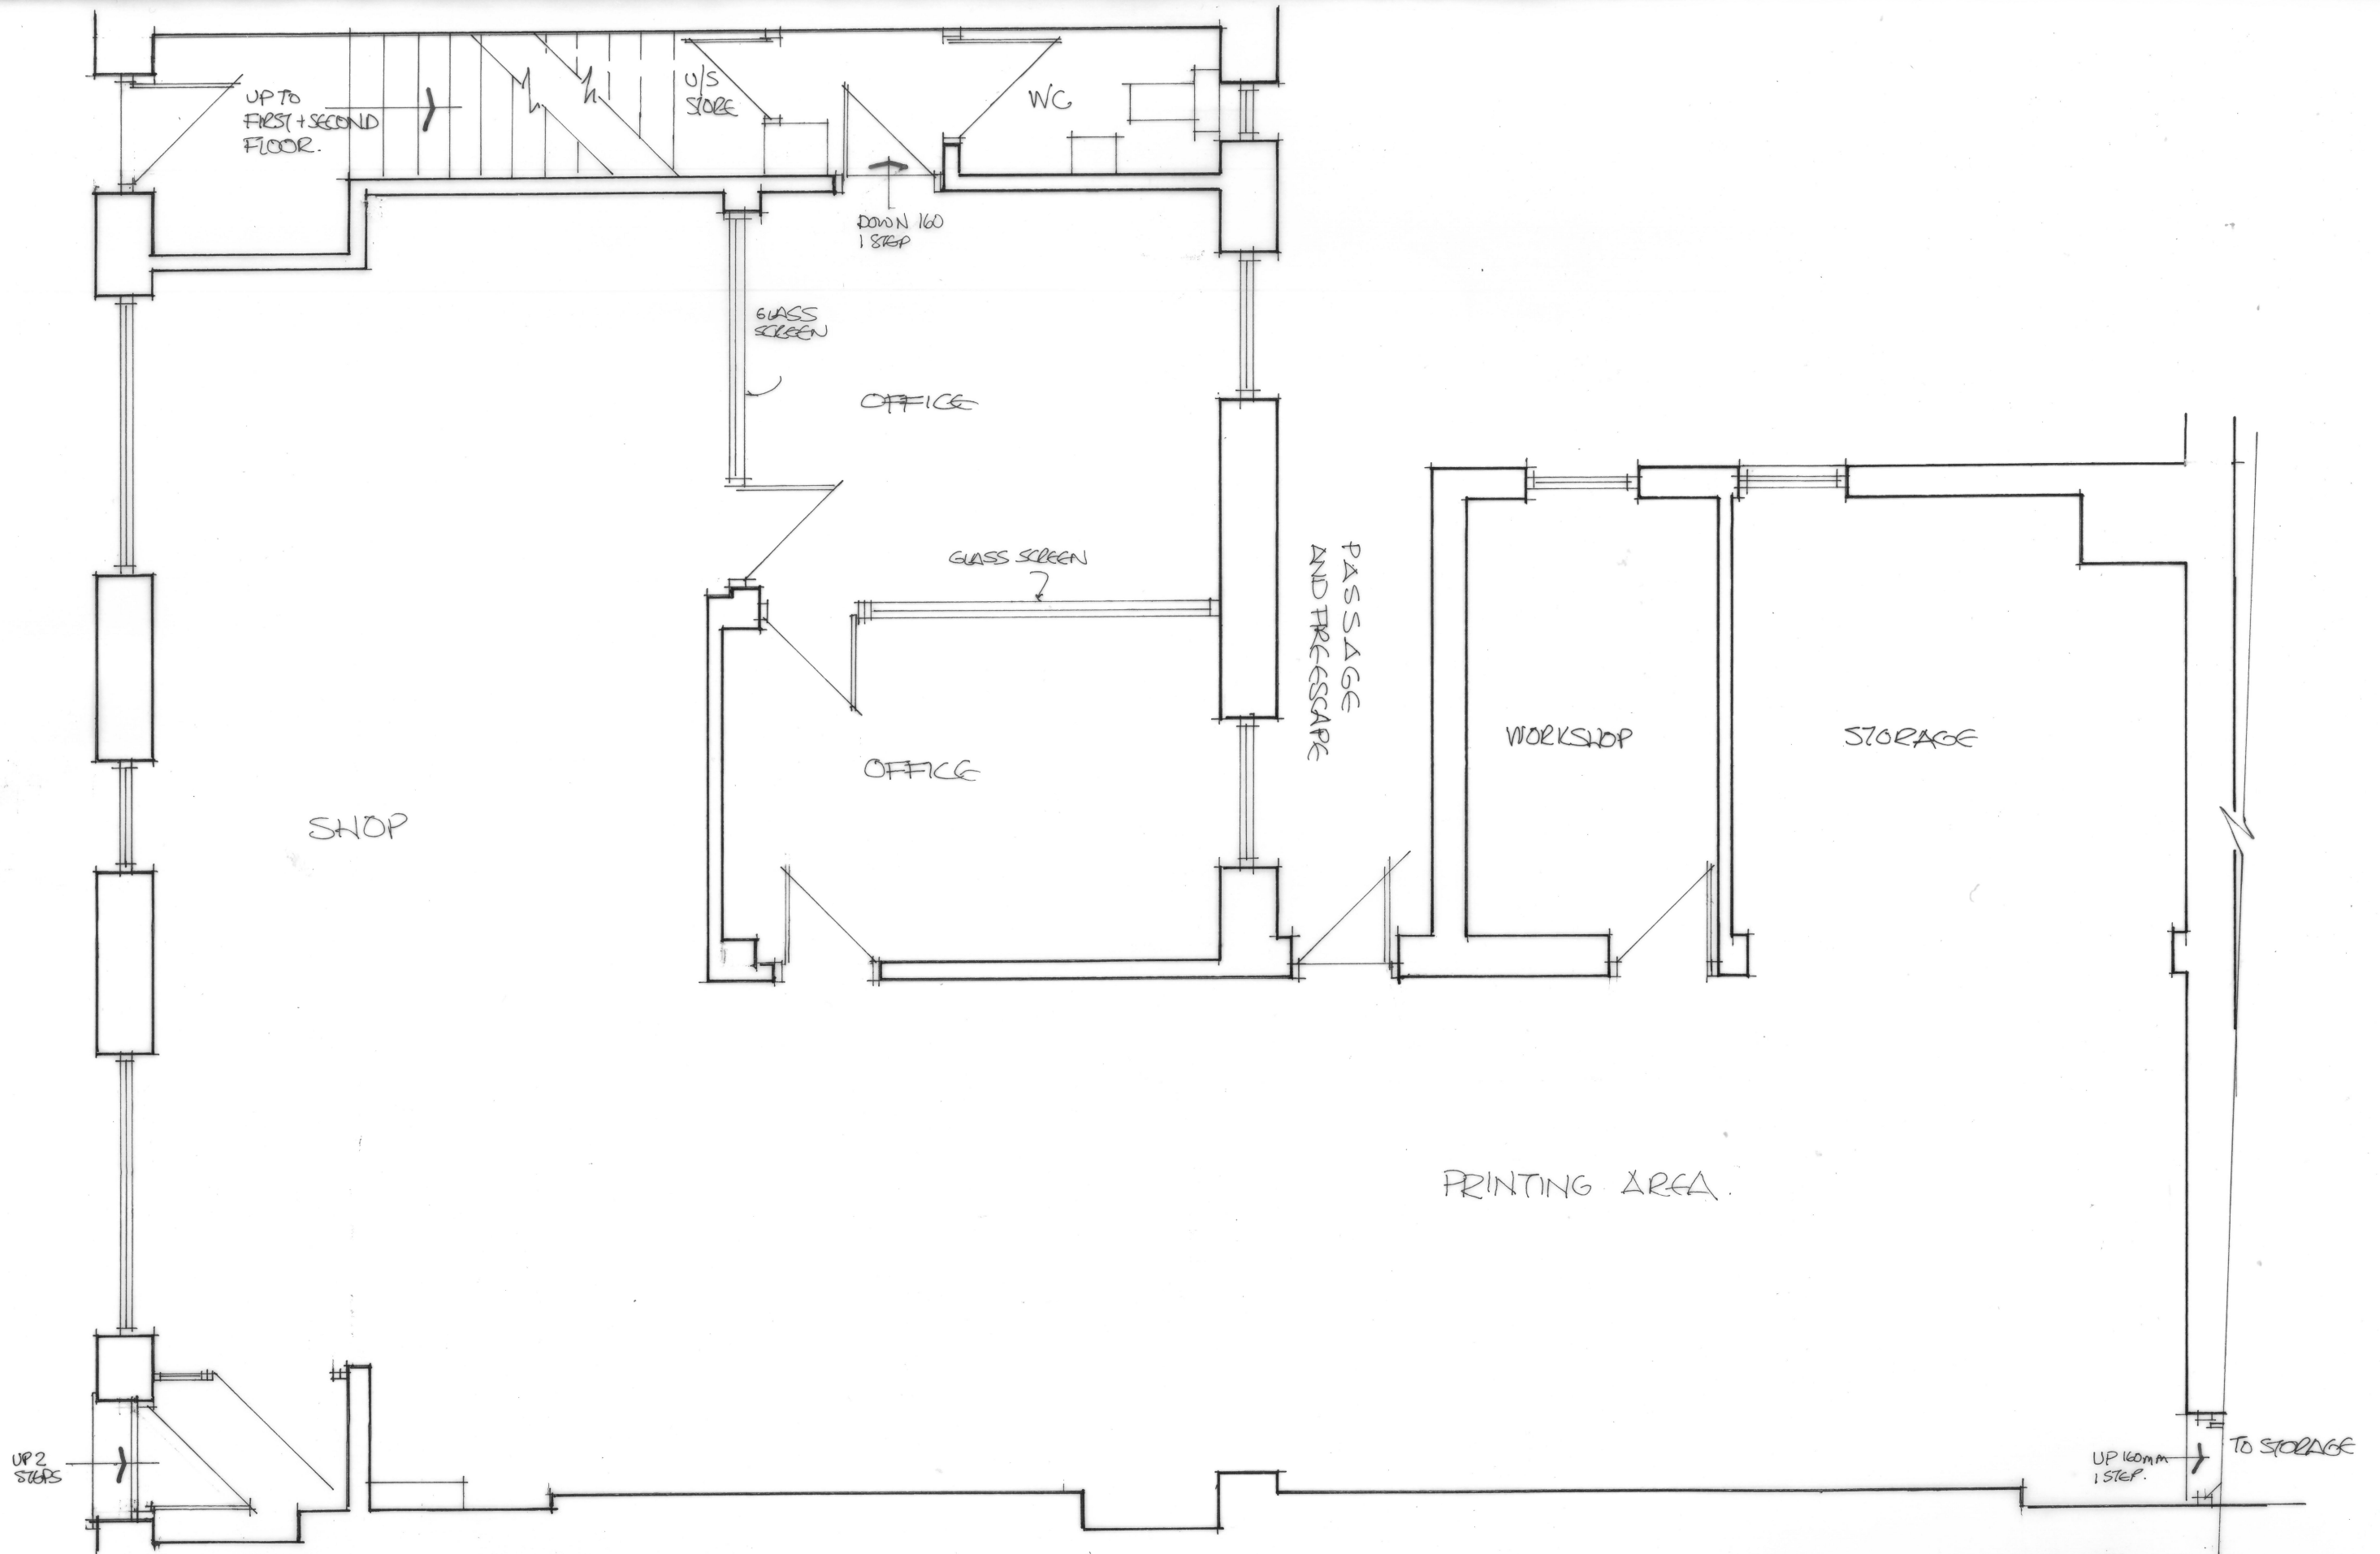 UP TO
FIRST + SECOND
FLOOR.
U/S
STORE
WC
DOWN 160
1 STEP
GLASS
SCREEN
OFFICE
GLASS SCREEN
PASSAGE
AND FIRE ESCAPE
WORKSHOP
STORAGE
OFFICE
SHOP
PRINTING AREA.
UP 2
STEPS
UP 160mm
1 STEP.
TO STORAGE